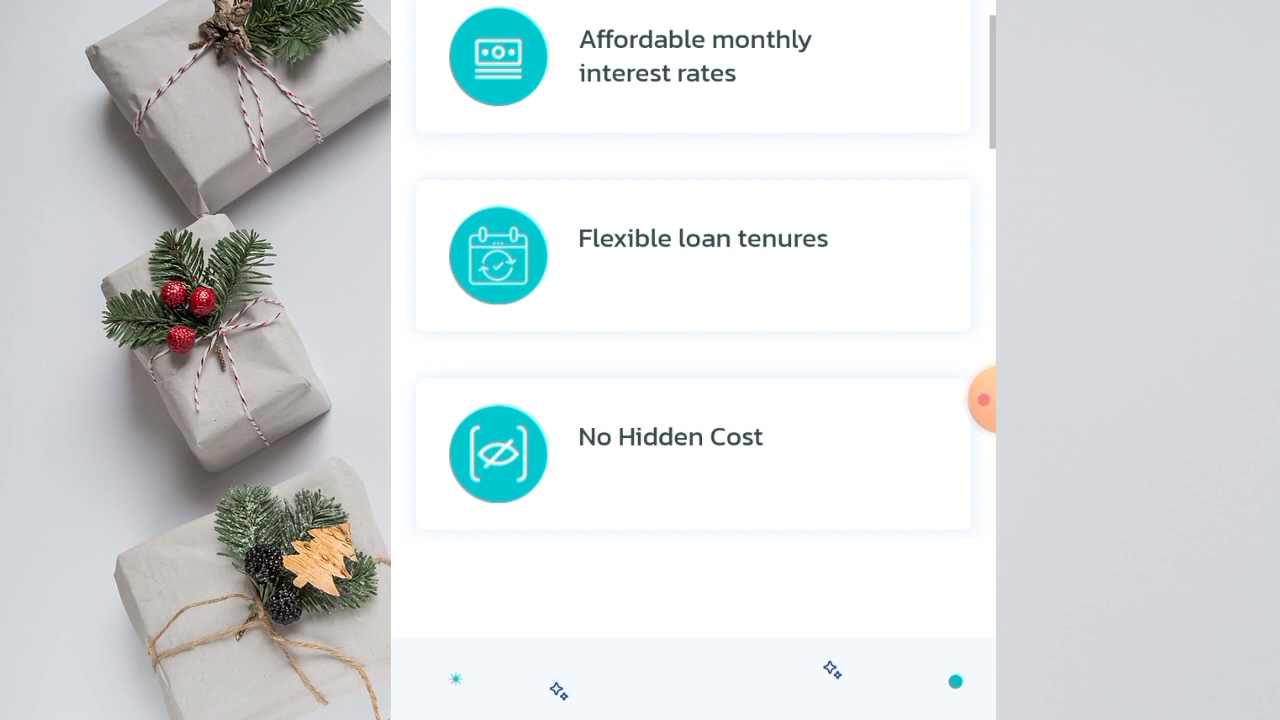 Affordable monthly
interest rates
Flexible loan tenures
No Hidden Cost